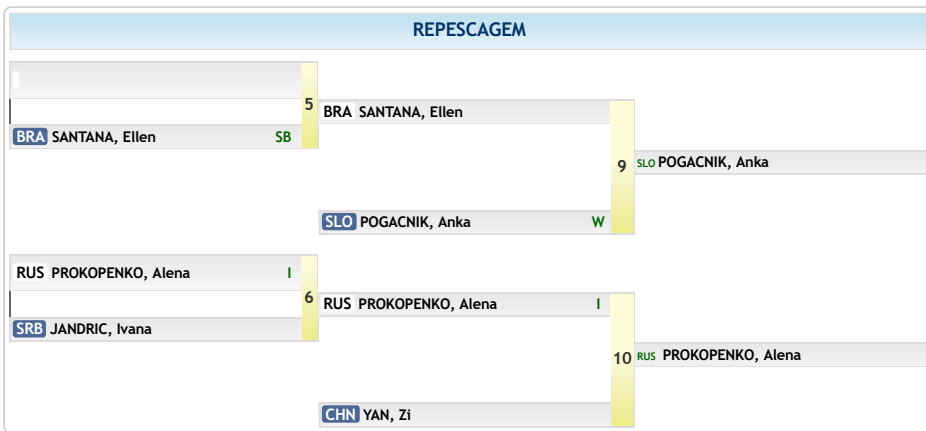 REPESCAGEM
5
BRA SANTANA, Ellen SB
BRA SANTANA, Ellen
9
SLO POGACNIK, Anka
SLO POGACNIK, Anka W
RUS PROKOPENKO, Alena I
6
SRB JANDRIC, Ivana
RUS PROKOPENKO, Alena I
10
RUS PROKOPENKO, Alena
CHN YAN, Zi